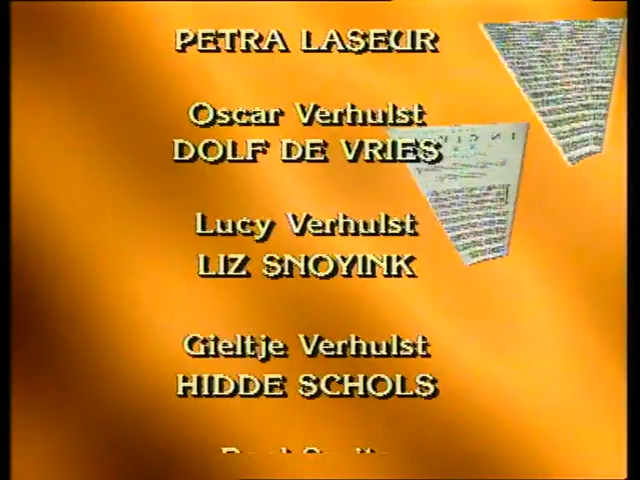 PETRA LASEUR
Oscar Verhulst
DOLF DE VRIES
Lucy Verhulst
LIZ SNOYINK
Gieltje Verhulst
HIDDE SCHOLS